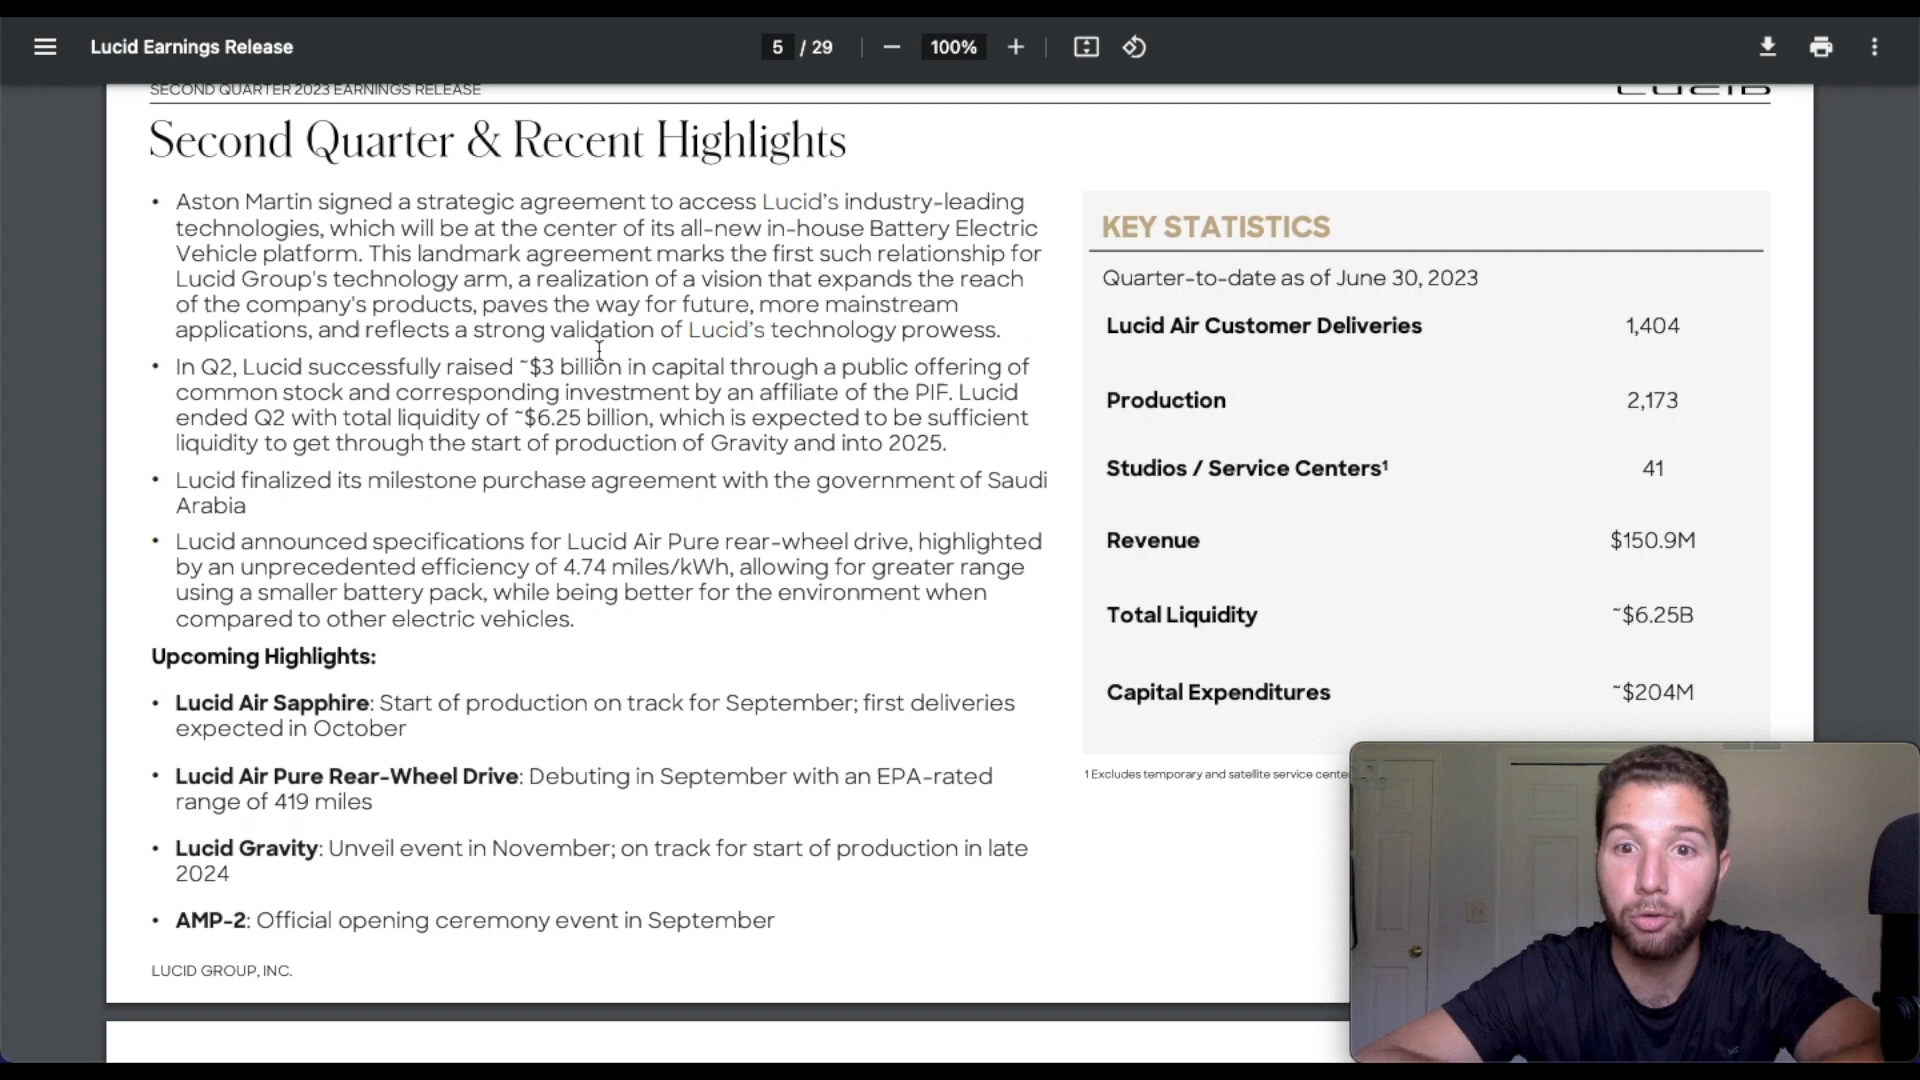 Lucid Earnings Release
5 / 29
100%
SECOND QUARTER 2023 EARNINGS RELEASE
LUCID
Second Quarter & Recent Highlights
• Aston Martin signed a strategic agreement to access Lucid's industry-leading
technologies, which will be at the center of its all-new in-house Battery Electric
Vehicle platform. This landmark agreement marks the first such relationship for
Lucid Group's technology arm, a realization of a vision that expands the reach
of the company's products, paves the way for future, more mainstream
applications, and reflects a strong validation of Lucid's technology prowess.
• In Q2, Lucid successfully raised ~$3 billion in capital through a public offering of
common stock and corresponding investment by an affiliate of the PIF. Lucid
ended Q2 with total liquidity of ~$6.25 billion, which is expected to be sufficient
liquidity to get through the start of production of Gravity and into 2025.
• Lucid finalized its milestone purchase agreement with the government of Saudi
Arabia
• Lucid announced specifications for Lucid Air Pure rear-wheel drive, highlighted
by an unprecedented efficiency of 4.74 miles/kWh, allowing for greater range
using a smaller battery pack, while being better for the environment when
compared to other electric vehicles.
Upcoming Highlights:
• Lucid Air Sapphire: Start of production on track for September; first deliveries
expected in October
• Lucid Air Pure Rear-Wheel Drive: Debuting in September with an EPA-rated
range of 419 miles
• Lucid Gravity: Unveil event in November; on track for start of production in late
2024
• AMP-2: Official opening ceremony event in September
LUCID GROUP, INC.
KEY STATISTICS
Quarter-to-date as of June 30, 2023
Lucid Air Customer Deliveries 1,404
Production 2,173
Studios / Service Centers¹ 41
Revenue $150.9M
Total Liquidity ~$6.25B
Capital Expenditures ~$204M
1 Excludes temporary and satellite service